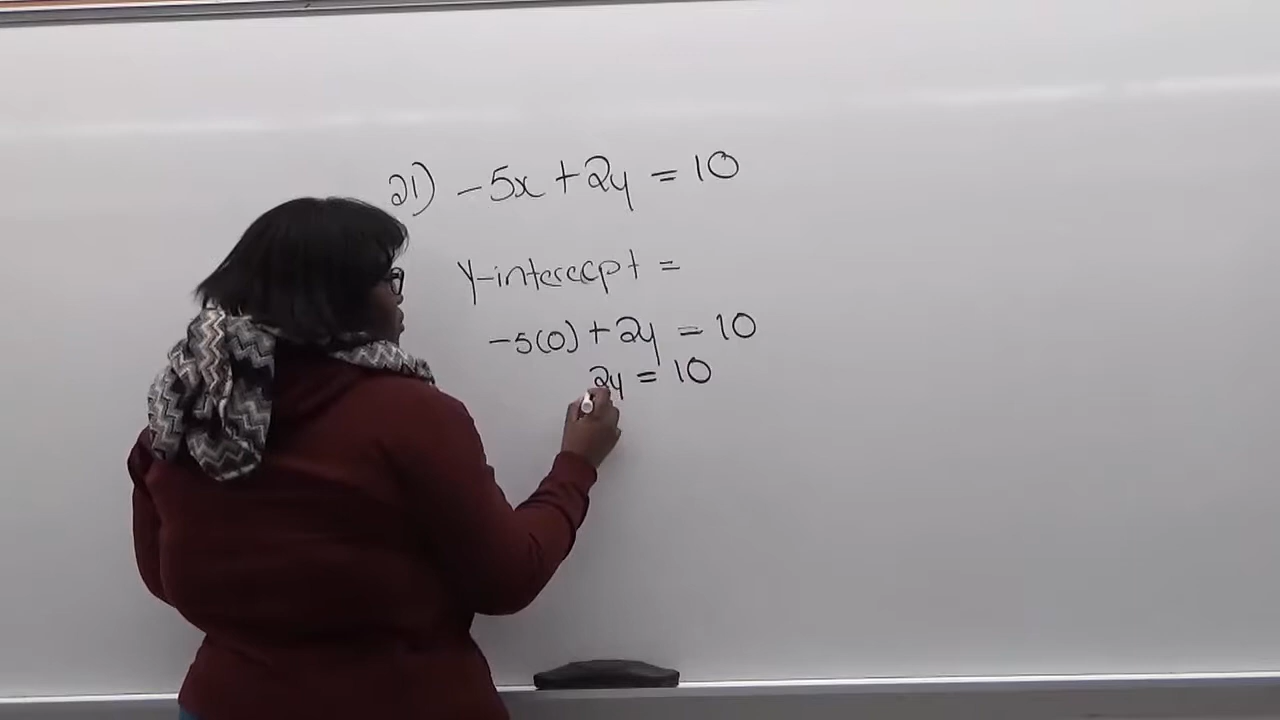 21) -5x + 2y = 10
y-intercept =
-5(0) + 2y = 10
2y = 10